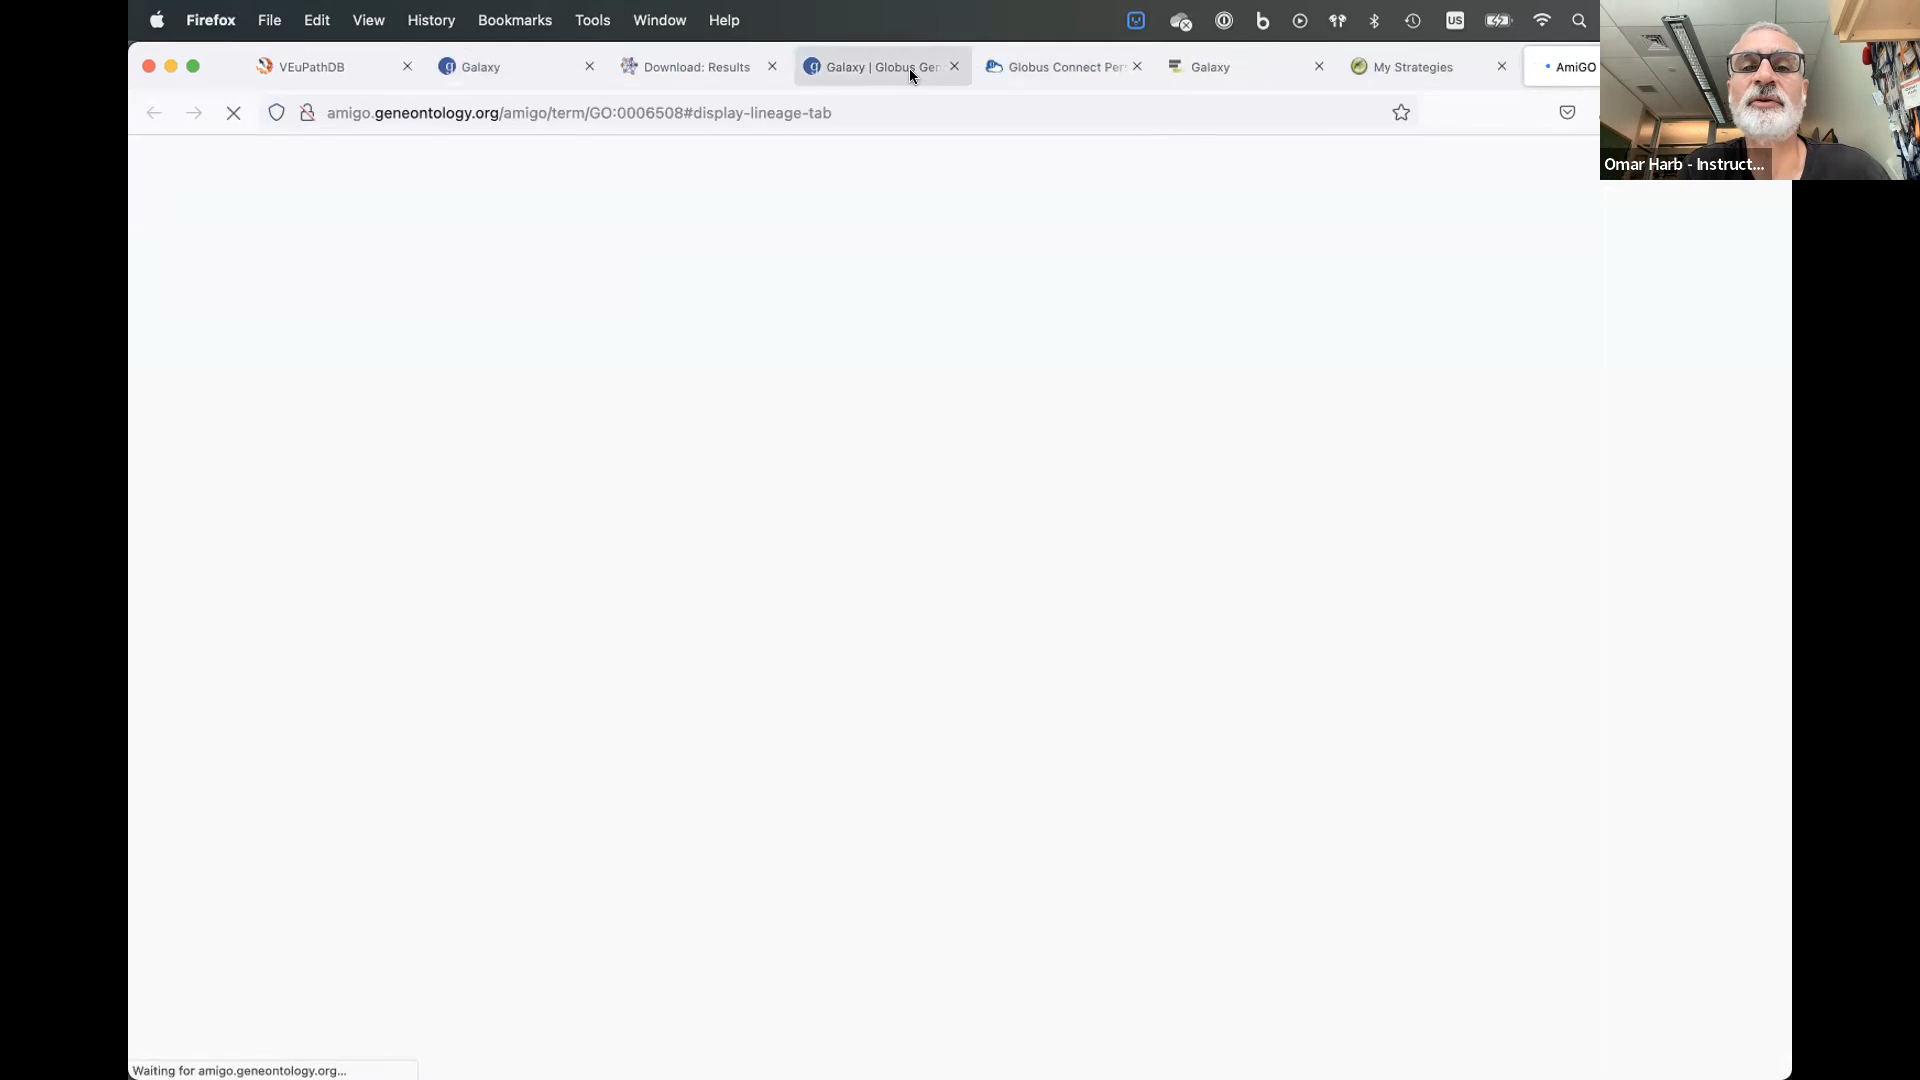 Firefox File Edit View History Bookmarks Tools Window Help US
VEuPathDB Galaxy Download: Results Galaxy | Globus Gen Globus Connect Per Galaxy My Strategies AmiGO
amigo.geneontology.org/amigo/term/GO:0006508#display-lineage-tab
Omar Harb - Instruct...
Waiting for amigo.geneontology.org...